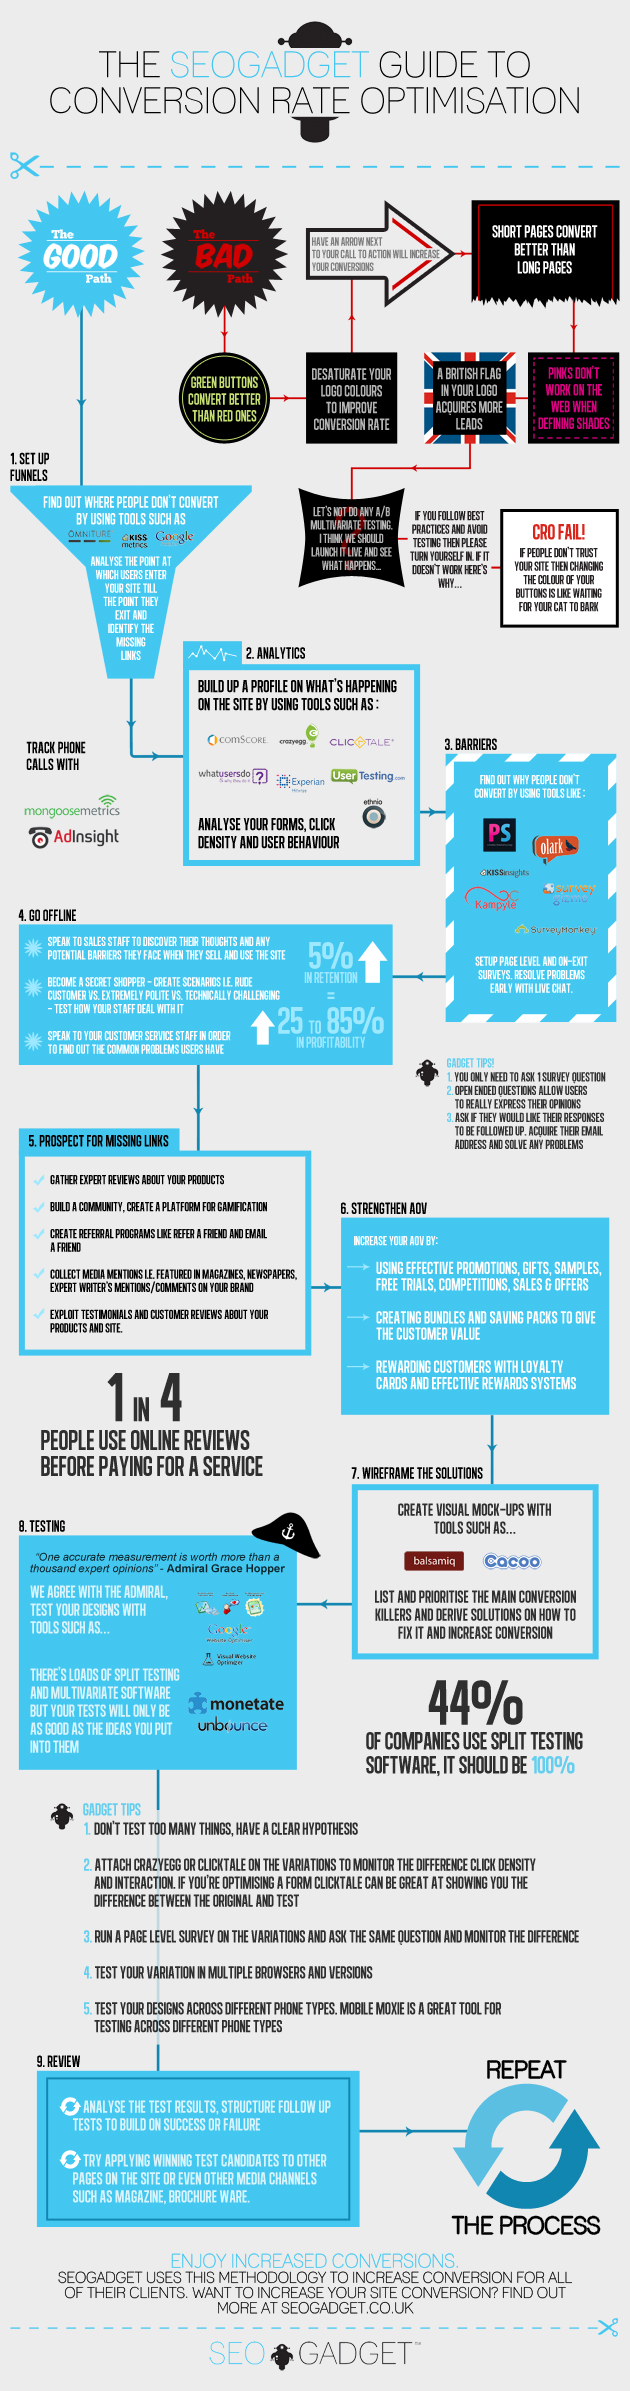 THE SEOGADGET GUIDE TO
CONVERSION RATE OPTIMISATION
The
GOOD
Path
The
BAD
Path
HAVE AN ARROW NEXT
TO YOUR CALL TO ACTION WILL INCREASE
YOUR CONVERSIONS
SHORT PAGES CONVERT
BETTER THAN
LONG PAGES
GREEN BUTTONS
CONVERT BETTER
THAN RED ONES
DESATURATE YOUR
LOGO COLOURS
TO IMPROVE
CONVERSION RATE
A BRITISH FLAG
IN YOUR LOGO
ACQUIRES MORE
LEADS
PINKS DON'T
WORK ON THE
WEB WHEN
DEFINING SHADES
LET'S NOT DO ANY A/B
MULTIVARIATE TESTING.
I THINK WE SHOULD
LAUNCH IT LIVE AND SEE
WHAT HAPPENS...
IF YOU FOLLOW BEST
PRACTICES AND AVOID
TESTING THEN PLEASE
TURN YOURSELF IN. IF IT
DOESN'T WORK HERE'S
WHY...
CRO FAIL!
IF PEOPLE DON'T TRUST
YOUR SITE THEN CHANGING
THE COLOUR OF YOUR
BUTTONS IS LIKE WAITING
FOR YOUR CAT TO BARK
1. SET UP
FUNNELS
FIND OUT WHERE PEOPLE DON'T CONVERT
BY USING TOOLS SUCH AS
OMNITURE
KISS
metrics
Google
ANALYSE THE POINT AT
WHICH USERS ENTER
YOUR SITE TILL
THE POINT THEY
EXIT AND
IDENTIFY THE
MISSING
LINKS
TRACK PHONE
CALLS WITH
mongoosemetrics
AdInsight
2. ANALYTICS
BUILD UP A PROFILE ON WHAT'S HAPPENING
ON THE SITE BY USING TOOLS SUCH AS :
COMSCORE
crazyegg
CLICKTALE
whatusersdo ?
Experian
Hitwise
UserTesting.com
ethnio
ANALYSE YOUR FORMS, CLICK
DENSITY AND USER BEHAVIOUR
3. BARRIERS
FIND OUT WHY PEOPLE DON'T
CONVERT BY USING TOOLS LIKE :
PS
olark
KISSinsights
Kampyle
survey
gizmo
SurveyMonkey
SETUP PAGE LEVEL AND ON-EXIT
SURVEYS. RESOLVE PROBLEMS
EARLY WITH LIVE CHAT.
GADGET TIPS!
1. YOU ONLY NEED TO ASK 1 SURVEY QUESTION
2. OPEN ENDED QUESTIONS ALLOW USERS
TO REALLY EXPRESS THEIR OPINIONS
3. ASK IF THEY WOULD LIKE THEIR RESPONSES
TO BE FOLLOWED UP. ACQUIRE THEIR EMAIL
ADDRESS AND SOLVE ANY PROBLEMS
4. GO OFFLINE
SPEAK TO SALES STAFF TO DISCOVER THEIR THOUGHTS AND ANY
POTENTIAL BARRIERS THEY FACE WHEN THEY SELL AND USE THE SITE
BECOME A SECRET SHOPPER - CREATE SCENARIOS I.E. RUDE
CUSTOMER VS. EXTREMELY POLITE VS. TECHNICALLY CHALLENGING
- TEST HOW YOUR STAFF DEAL WITH IT
SPEAK TO YOUR CUSTOMER SERVICE STAFF IN ORDER
TO FIND OUT THE COMMON PROBLEMS USERS HAVE
5%
IN RETENTION
=
25 TO 85%
IN PROFITABILITY
5. PROSPECT FOR MISSING LINKS
GATHER EXPERT REVIEWS ABOUT YOUR PRODUCTS
BUILD A COMMUNITY, CREATE A PLATFORM FOR GAMIFICATION
CREATE REFERRAL PROGRAMS LIKE REFER A FRIEND AND EMAIL
A FRIEND
COLLECT MEDIA MENTIONS I.E. FEATURED IN MAGAZINES, NEWSPAPERS,
EXPERT WRITER'S MENTIONS/COMMENTS ON YOUR BRAND
EXPLOIT TESTIMONIALS AND CUSTOMER REVIEWS ABOUT YOUR
PRODUCTS AND SITE.
1 IN 4
PEOPLE USE ONLINE REVIEWS
BEFORE PAYING FOR A SERVICE
6. STRENGTHEN AOV
INCREASE YOUR AOV BY:
USING EFFECTIVE PROMOTIONS, GIFTS, SAMPLES,
FREE TRIALS, COMPETITIONS, SALES & OFFERS
CREATING BUNDLES AND SAVING PACKS TO GIVE
THE CUSTOMER VALUE
REWARDING CUSTOMERS WITH LOYALTY
CARDS AND EFFECTIVE REWARDS SYSTEMS
7. WIREFRAME THE SOLUTIONS
CREATE VISUAL MOCK-UPS WITH
TOOLS SUCH AS...
balsamiq
Cacoo
LIST AND PRIORITISE THE MAIN CONVERSION
KILLERS AND DERIVE SOLUTIONS ON HOW TO
FIX IT AND INCREASE CONVERSION
44%
OF COMPANIES USE SPLIT TESTING
SOFTWARE, IT SHOULD BE 100%
8. TESTING
"One accurate measurement is worth more than a
thousand expert opinions" - Admiral Grace Hopper
WE AGREE WITH THE ADMIRAL,
TEST YOUR DESIGNS WITH
TOOLS SUCH AS...
Google
Website Optimizer
Visual Website
Optimizer
THERE'S LOADS OF SPLIT TESTING
AND MULTIVARIATE SOFTWARE
BUT YOUR TESTS WILL ONLY BE
AS GOOD AS THE IDEAS YOU PUT
INTO THEM
monetate
unbounce
GADGET TIPS
1. DON'T TEST TOO MANY THINGS, HAVE A CLEAR HYPOTHESIS
2. ATTACH CRAZYEGG OR CLICKTALE ON THE VARIATIONS TO MONITOR THE DIFFERENCE CLICK DENSITY
AND INTERACTION. IF YOU'RE OPTIMISING A FORM CLICKTALE CAN BE GREAT AT SHOWING YOU THE
DIFFERENCE BETWEEN THE ORIGINAL AND TEST
3. RUN A PAGE LEVEL SURVEY ON THE VARIATIONS AND ASK THE SAME QUESTION AND MONITOR THE DIFFERENCE
4. TEST YOUR VARIATION IN MULTIPLE BROWSERS AND VERSIONS
5. TEST YOUR DESIGNS ACROSS DIFFERENT PHONE TYPES. MOBILE MOXIE IS A GREAT TOOL FOR
TESTING ACROSS DIFFERENT PHONE TYPES
9. REVIEW
ANALYSE THE TEST RESULTS, STRUCTURE FOLLOW UP
TESTS TO BUILD ON SUCCESS OR FAILURE
TRY APPLYING WINNING TEST CANDIDATES TO OTHER
PAGES ON THE SITE OR EVEN OTHER MEDIA CHANNELS
SUCH AS MAGAZINE, BROCHURE WARE.
REPEAT
THE PROCESS
ENJOY INCREASED CONVERSIONS.
SEOGADGET USES THIS METHODOLOGY TO INCREASE CONVERSION FOR ALL
OF THEIR CLIENTS. WANT TO INCREASE YOUR SITE CONVERSION? FIND OUT
MORE AT SEOGADGET.CO.UK
SEO GADGET